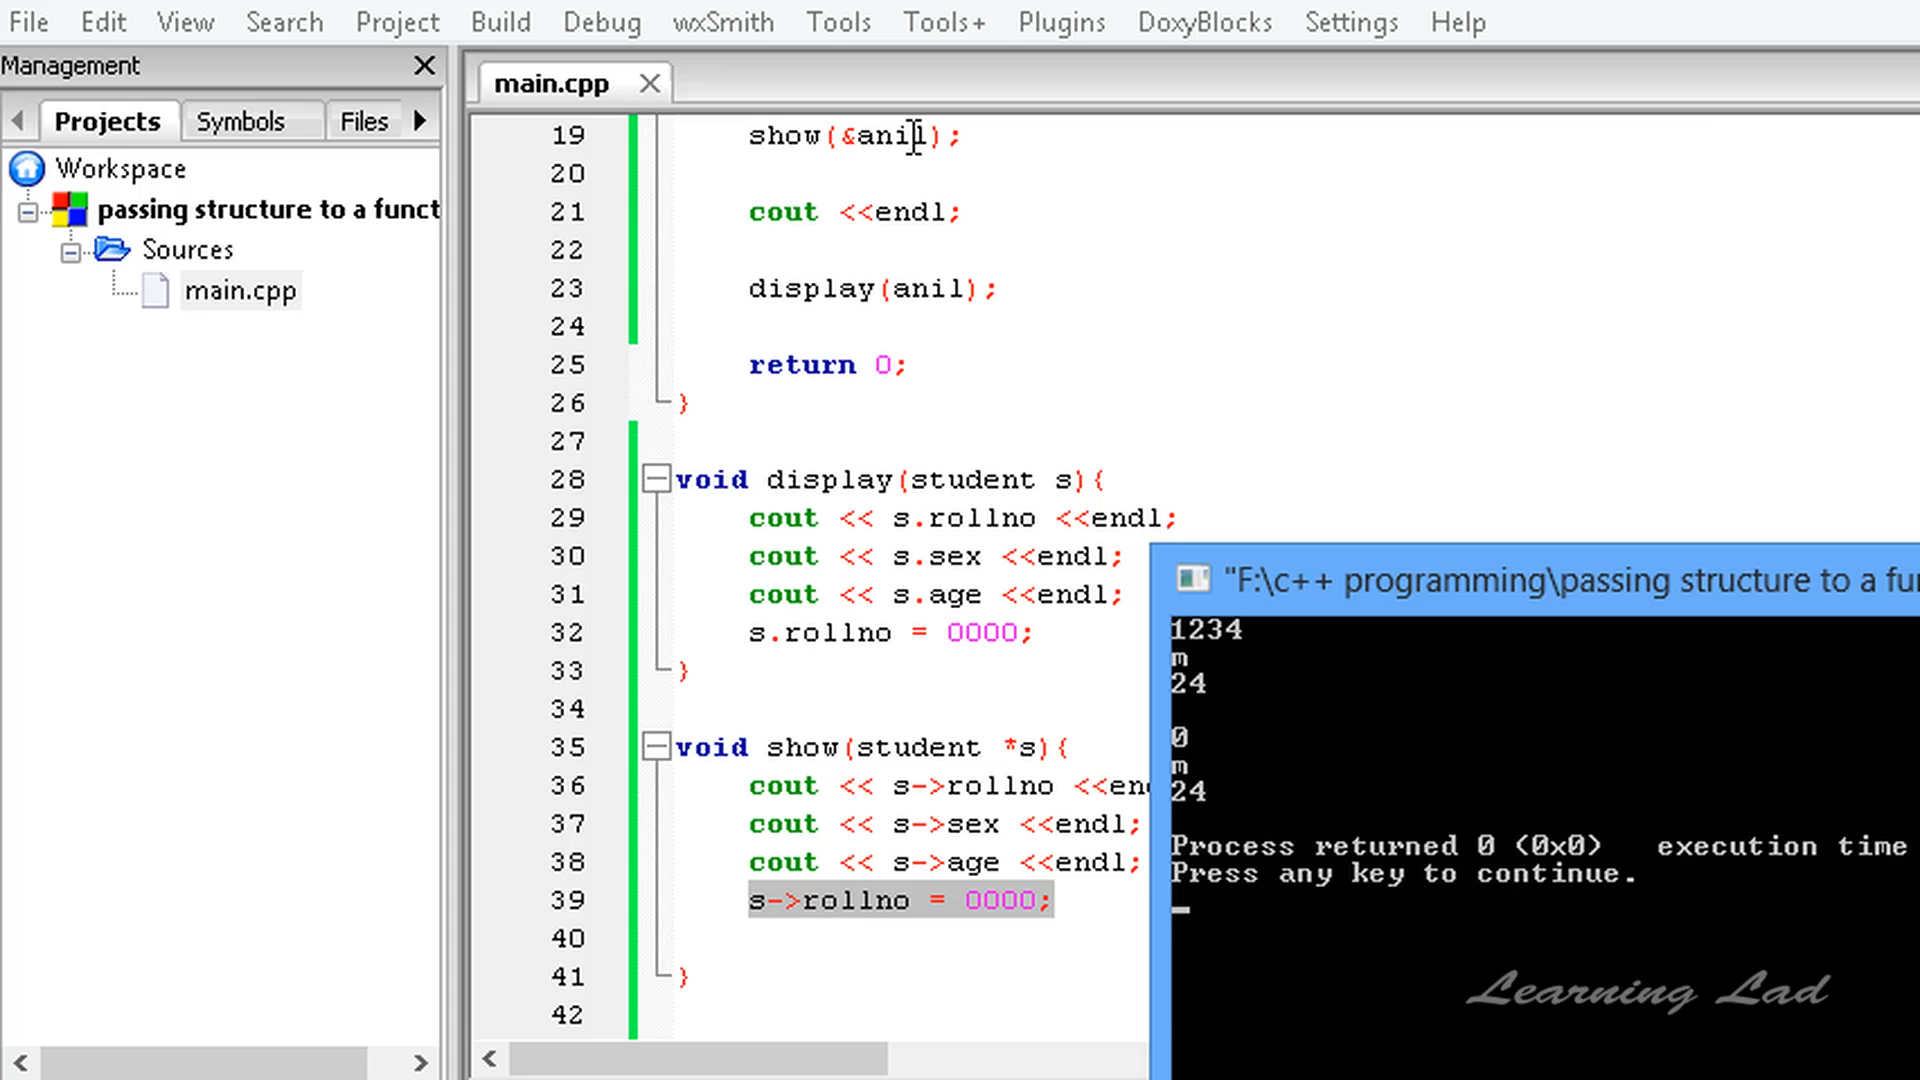 File Edit View Search Project Build Debug wxSmith Tools Tools+ Plugins DoxyBlocks Settings Help
Management
Projects Symbols Files
Workspace
passing structure to a funct
Sources
main.cpp
main.cpp
19 show(&anil);
20
21 cout <<endl;
22
23 display(anil);
24
25 return 0;
26 }
27
28 void display(student s){
29 cout << s.rollno <<endl;
30 cout << s.sex <<endl;
31 cout << s.age <<endl;
32 s.rollno = 0000;
33 }
34
35 void show(student *s){
36 cout << s->rollno <<en
37 cout << s->sex <<endl;
38 cout << s->age <<endl;
39 s->rollno = 0000;
40
41 }
42
"F:\c++ programming\passing structure to a fu
1234
m
24
0
m
24
Process returned 0 (0x0) execution time
Press any key to continue.
Learning Lad